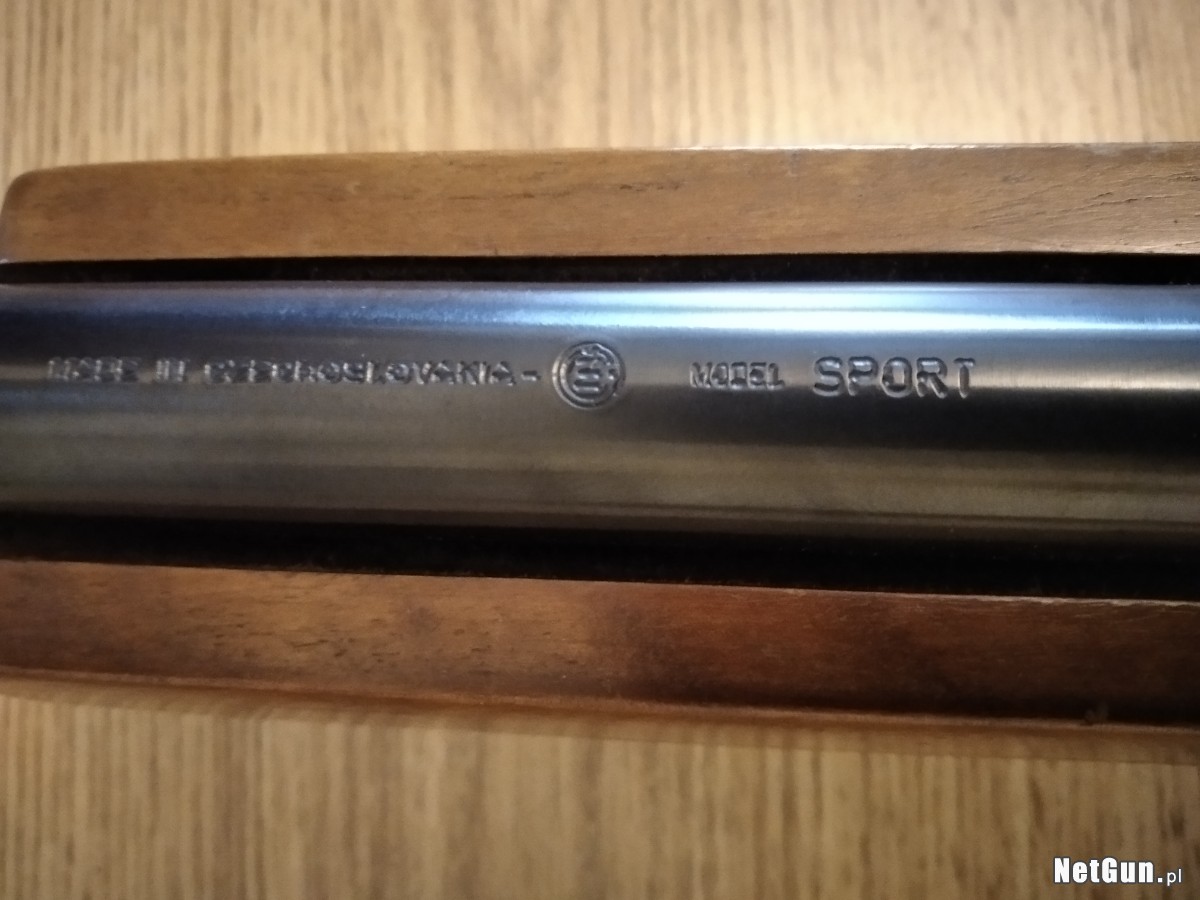 MADE IN CZECHOSLOVAKIA - MODEL SPORT
NetGun.pl